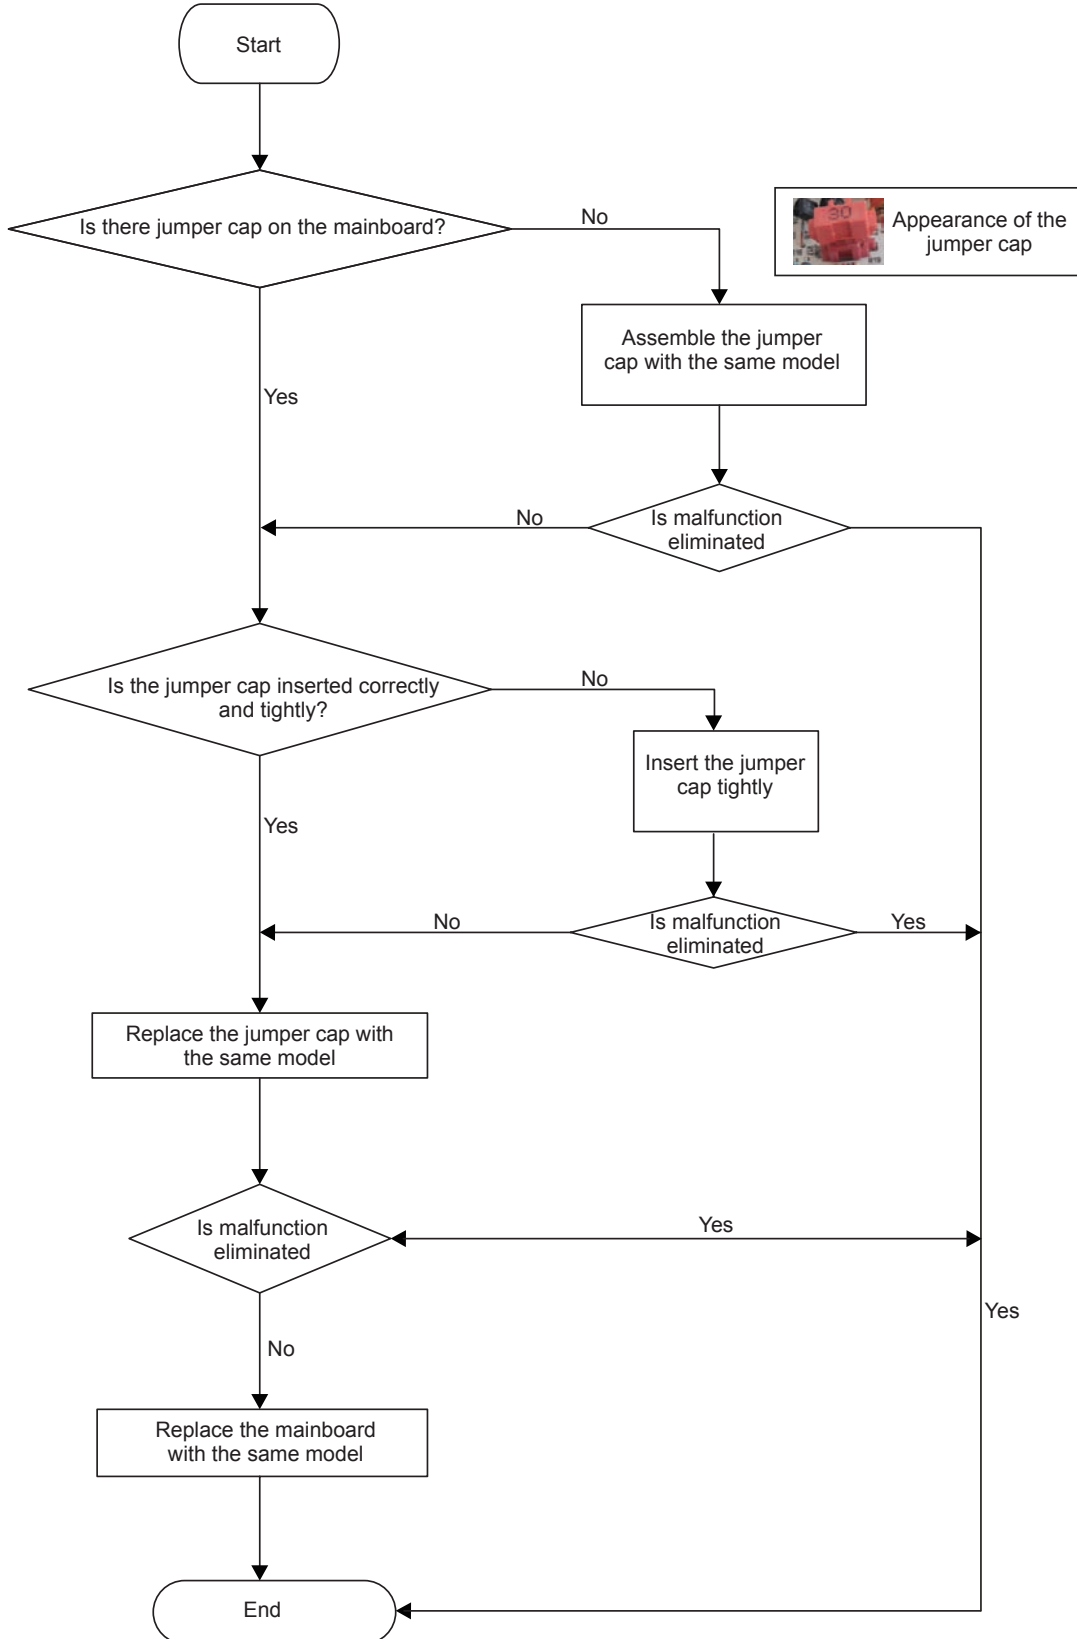 Start
Is there jumper cap on the mainboard?
No
30
Appearance of the
jumper cap
Assemble the jumper
cap with the same model
Yes
No
Is malfunction
eliminated
Is the jumper cap inserted correctly
and tightly?
No
Insert the jumper
cap tightly
Yes
No
Is malfunction
eliminated
Yes
Replace the jumper cap with
the same model
Is malfunction
eliminated
Yes
Yes
No
Replace the mainboard
with the same model
End